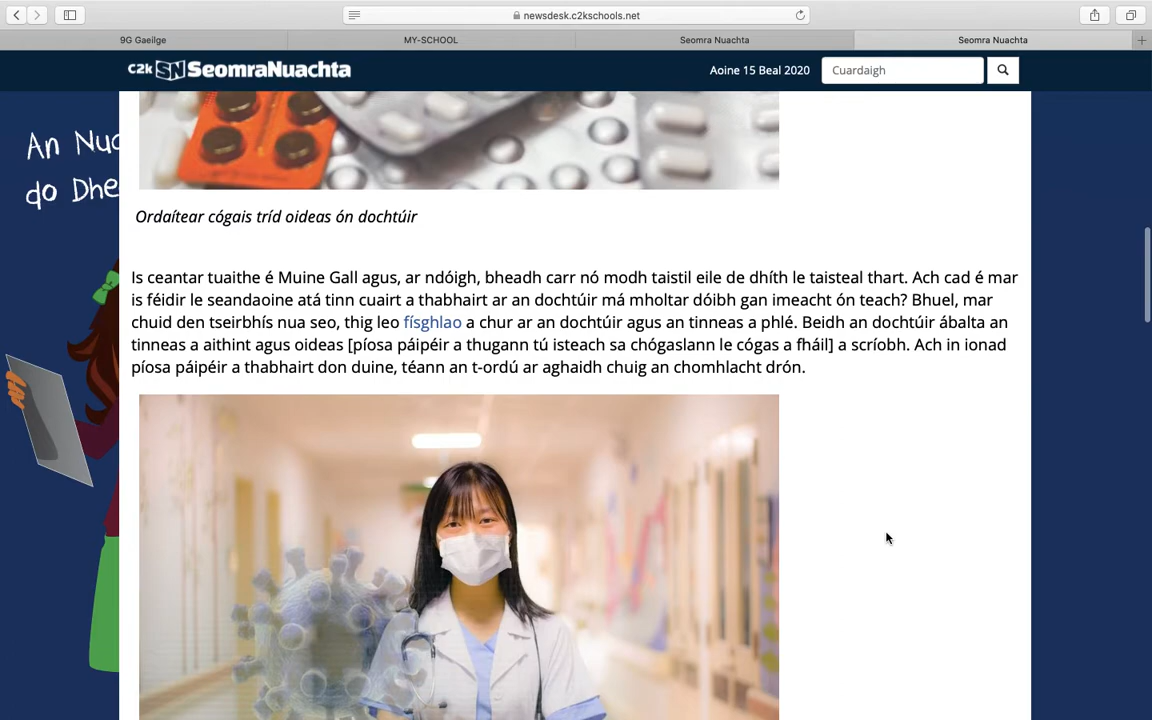 newsdesk.c2kschools.net
9G Gaeilge
MY-SCHOOL
Seomra Nuachta
Seomra Nuachta
C2k SN SeomraNuachta
Aoine 15 Beal 2020
Cuardaigh
An Nuc
do Dhe
Ordaítear cógais tríd oideas ón dochtúir
Is ceantar tuaithe é Muine Gall agus, ar ndóigh, bheadh carr nó modh taistil eile de dhíth le taisteal thart. Ach cad é mar
is féidir le seandaoine atá tinn cuairt a thabhairt ar an dochtúir má mholtar dóibh gan imeacht ón teach? Bhuel, mar
chuid den tseirbhís nua seo, thig leo físghlao a chur ar an dochtúir agus an tinneas a phlé. Beidh an dochtúir ábalta an
tinneas a aithint agus oideas [píosa páipéir a thugann tú isteach sa chógaslann le cógas a fháil] a scríobh. Ach in ionad
píosa páipéir a thabhairt don duine, téann an t-ordú ar aghaidh chuig an chomhlacht drón.